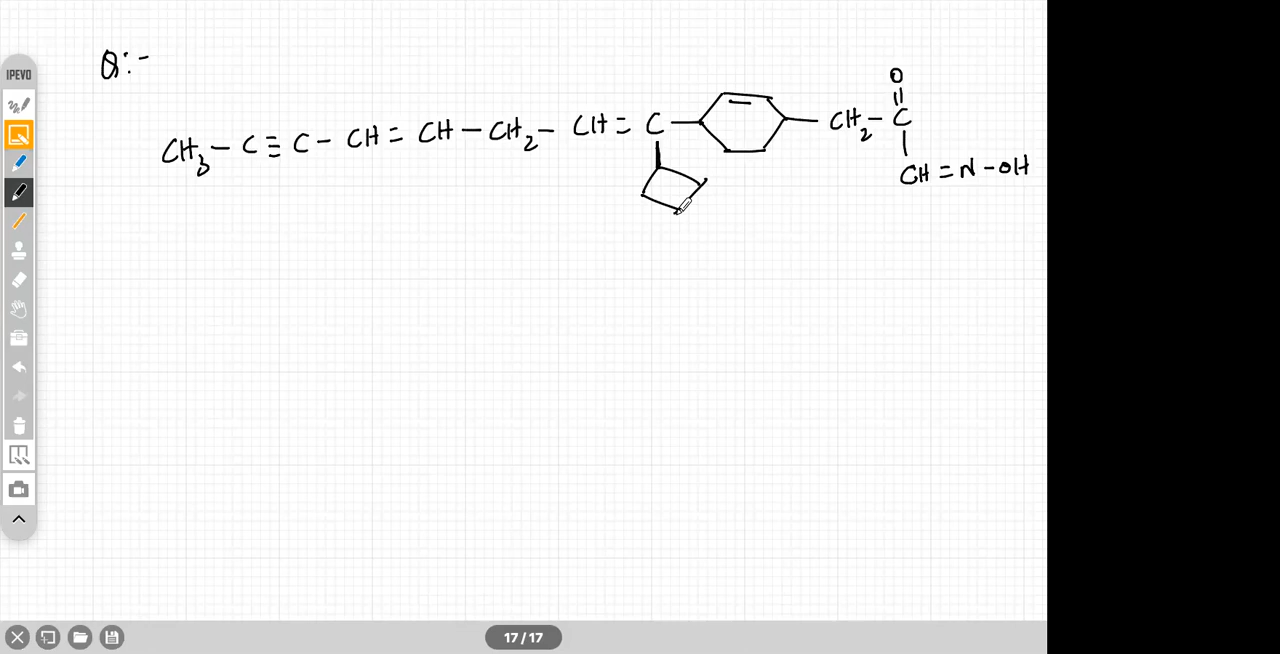 Q:-
IPEVO
O
||
CH₃ - C ≡ C - CH = CH - CH₂ - CH = C CH₂ - C
CH = N - OH
17 / 17